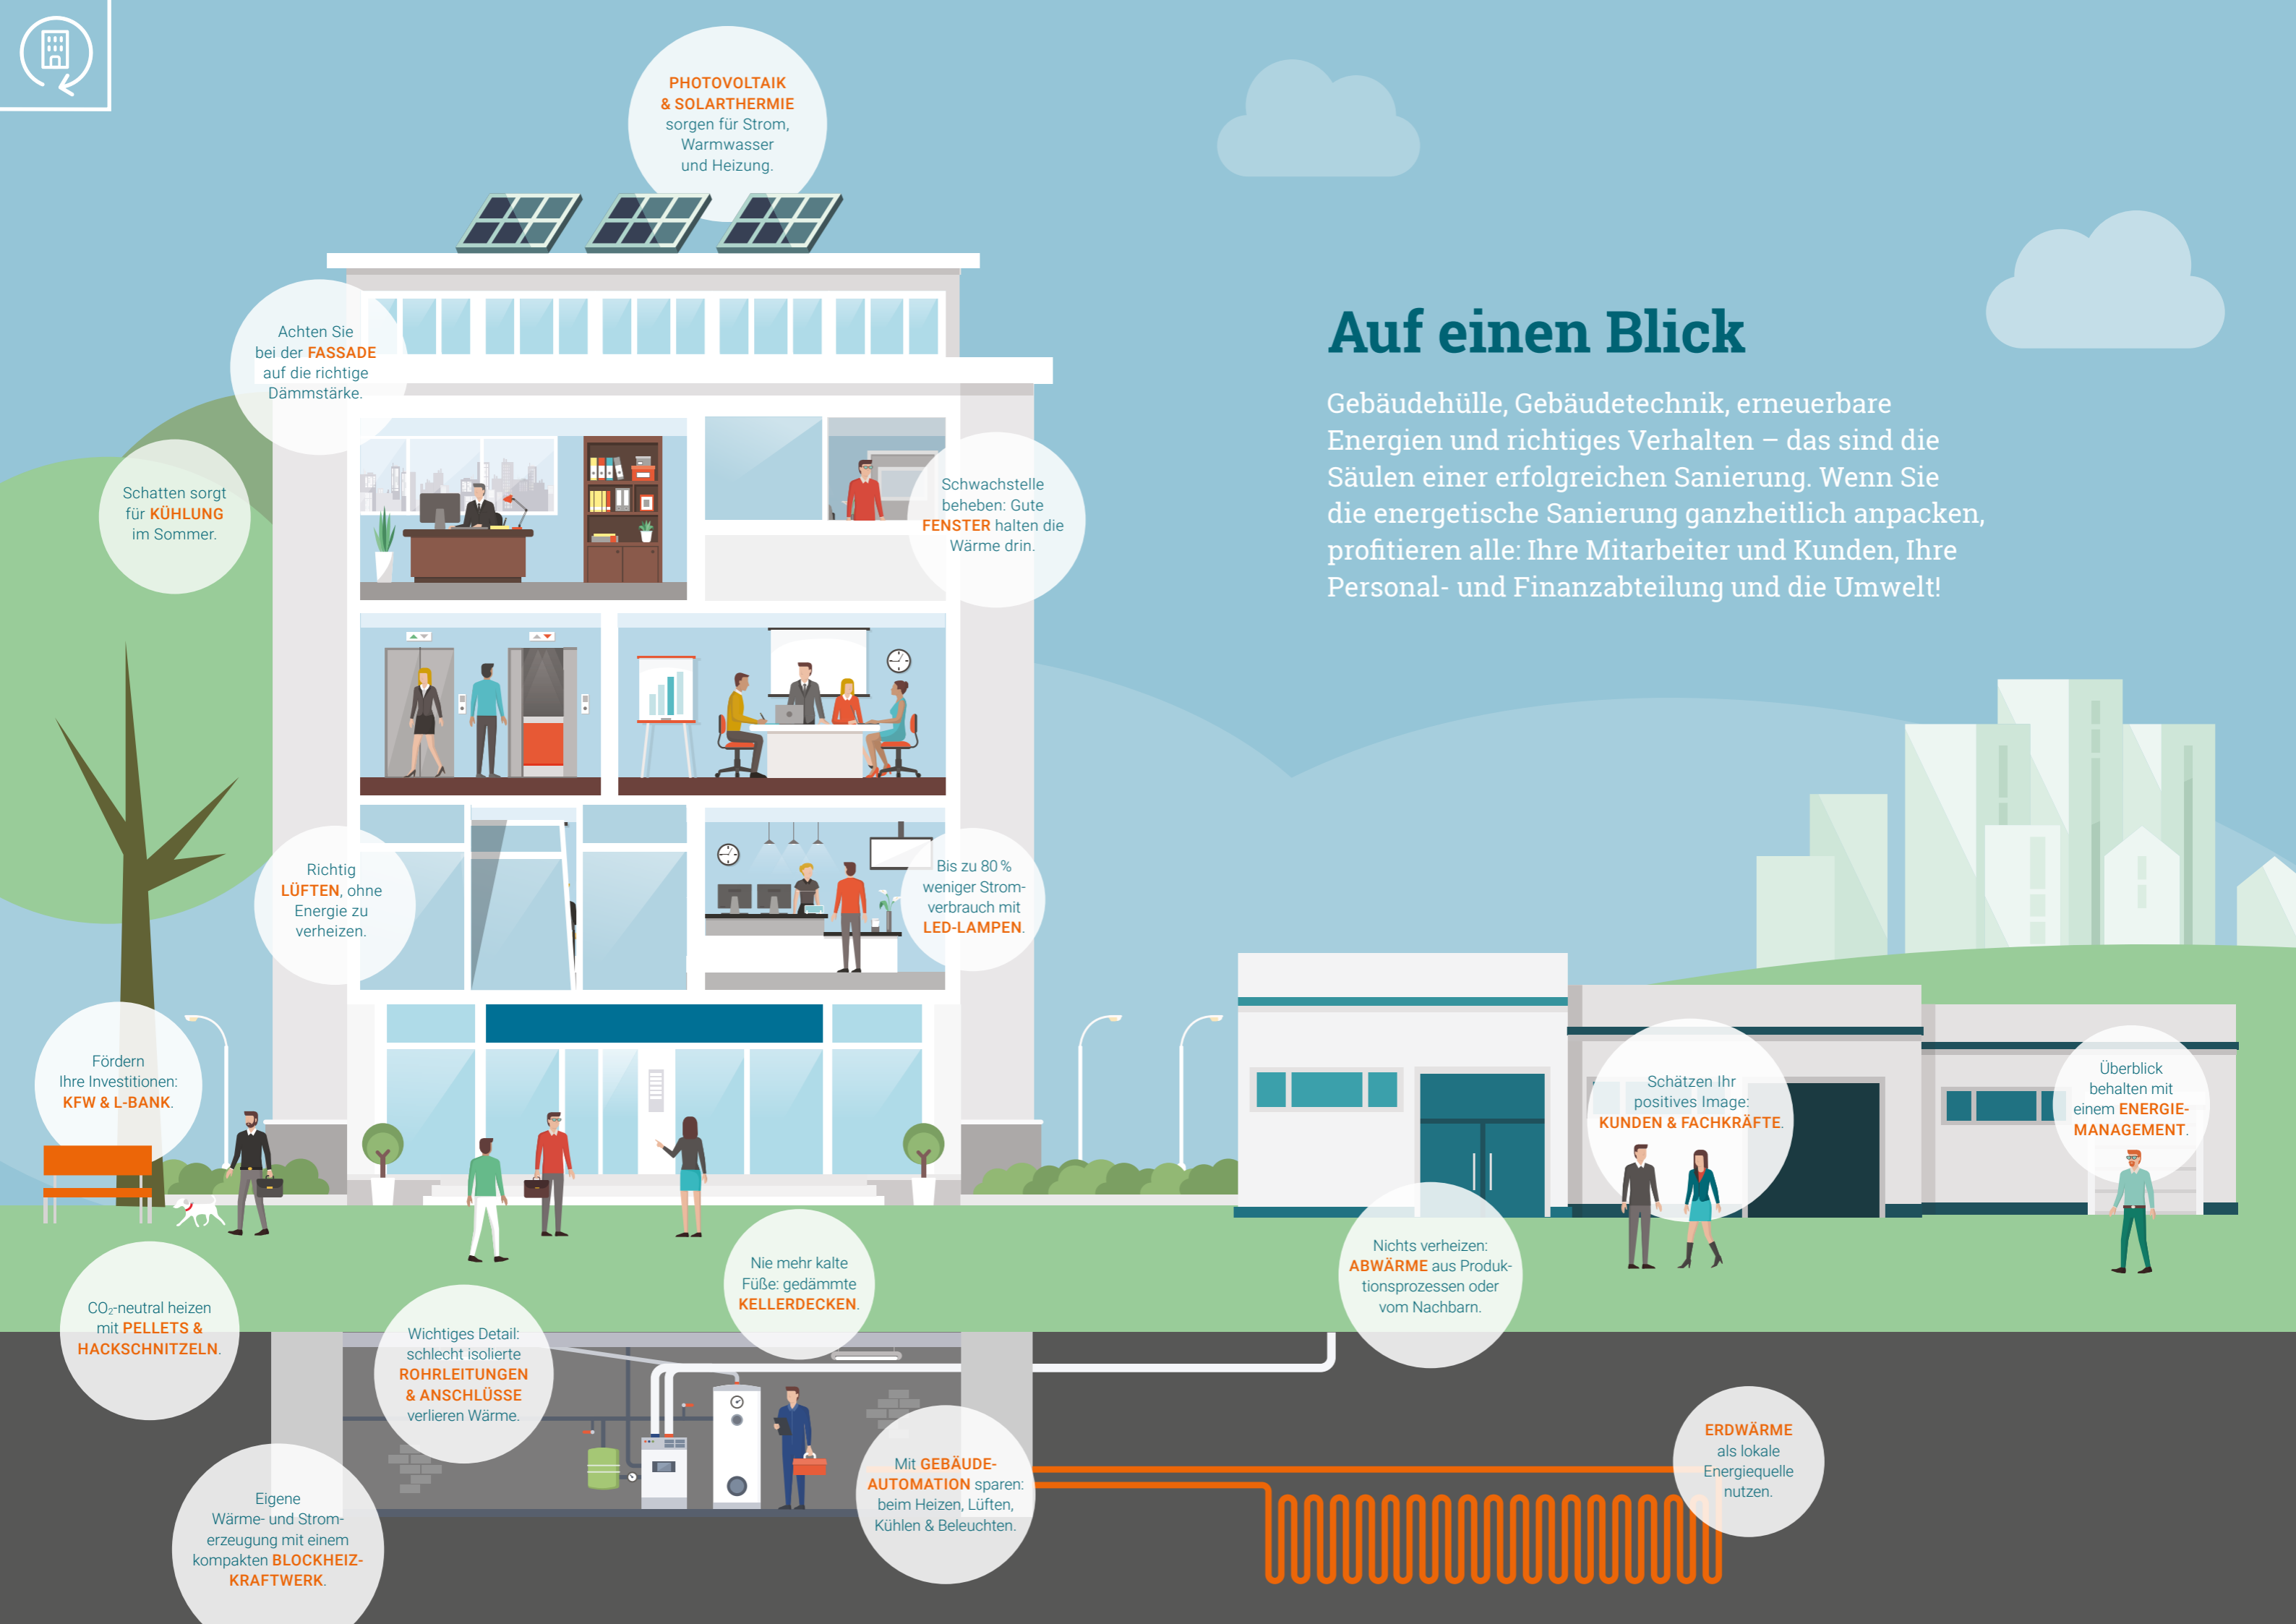 PHOTOVOLTAIK
& SOLARTHERMIE
sorgen für Strom,
Warmwasser
und Heizung.
Achten Sie
bei der FASSADE
auf die richtige
Dämmstärke.
Auf einen Blick
Gebäudehülle, Gebäudetechnik, erneuerbare
Energien und richtiges Verhalten – das sind die
Säulen einer erfolgreichen Sanierung. Wenn Sie
die energetische Sanierung ganzheitlich anpacken,
profitieren alle: Ihre Mitarbeiter und Kunden, Ihre
Personal- und Finanzabteilung und die Umwelt!
Schatten sorgt
für KÜHLUNG
im Sommer.
Schwachstelle
beheben: Gute
FENSTER halten die
Wärme drin.
Richtig
LÜFTEN, ohne
Energie zu
verheizen.
Bis zu 80 %
weniger Strom-
verbrauch mit
LED-LAMPEN.
Fördern
Ihre Investitionen:
KFW & L-BANK.
Schätzen Ihr
positives Image:
KUNDEN & FACHKRÄFTE.
Überblick
behalten mit
einem ENERGIE-
MANAGEMENT.
Nie mehr kalte
Füße: gedämmte
KELLERDECKEN.
Nichts verheizen:
ABWÄRME aus Produk-
tionsprozessen oder
vom Nachbarn.
CO₂-neutral heizen
mit PELLETS &
HACKSCHNITZELN.
Wichtiges Detail:
schlecht isolierte
ROHRLEITUNGEN
& ANSCHLÜSSE
verlieren Wärme.
Mit GEBÄUDE-
AUTOMATION sparen:
beim Heizen, Lüften,
Kühlen & Beleuchten.
ERDWÄRME
als lokale
Energiequelle
nutzen.
Eigene
Wärme- und Strom-
erzeugung mit einem
kompakten BLOCKHEIZ-
KRAFTWERK.